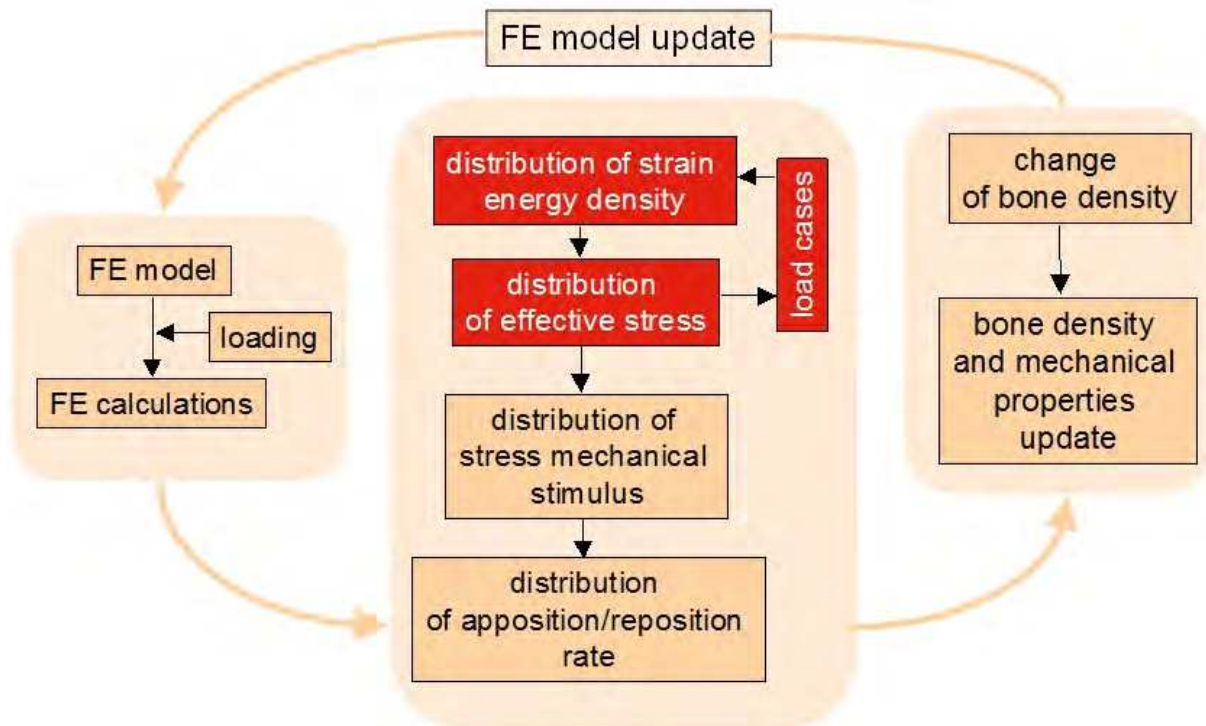 FE model update
FE model
loading
FE calculations
distribution of strain
energy density
distribution
of effective stress
load cases
distribution of
stress mechanical
stimulus
distribution
of apposition/reposition
rate
change
of bone density
bone density
and mechanical
properties
update